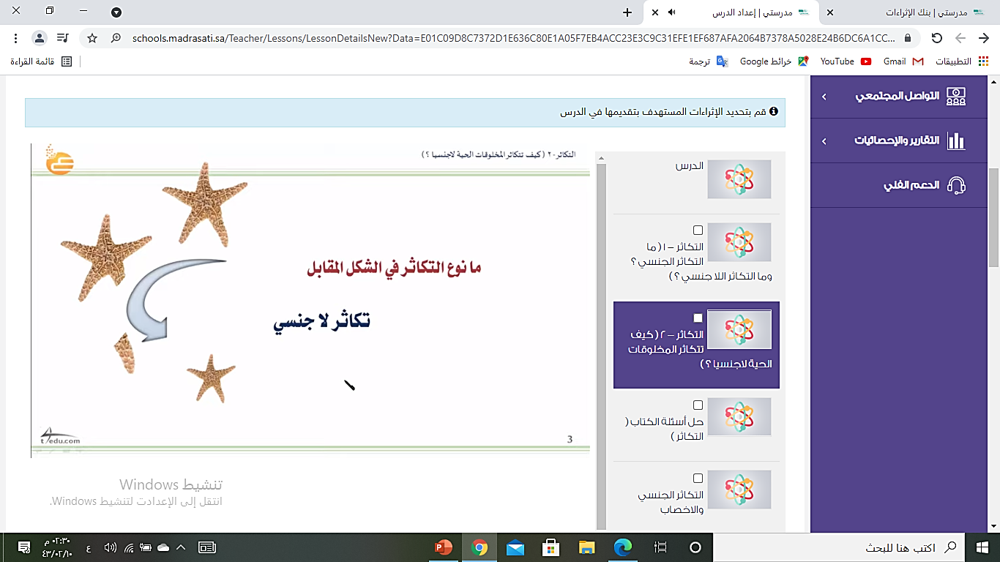 مدرستي | بنك الإثراءات
مدرستي | إعداد الدرس
schools.madrasati.sa/Teacher/Lessons/LessonDetailsNew?Data=E01C09D8C7372D1E636C80E1A05F7EB4ACC23E3C9C31EFE1EF687AFA2064B7378A5028E24B6DC6A1CC...
التطبيقات
Gmail
YouTube
خرائط Google
ترجمة
قائمة القراءة
التواصل المجتمعي
التقارير والإحصائيات
الدعم الفني
قم بتحديد الإثراءات المستهدف بتقديمها في الدرس
الدرس
التكاثر – ١ ( ما
التكاثر الجنسي ؟
وما التكاثر اللا جنسي ؟ )
التكاثر – ٢ ( كيف
تتكاثر المخلوقات
الحية لاجنسيا ؟ )
حل أسئلة الكتاب (
التكاثر )
التكاثر الجنسي
والاخصاب
التكاثر-٢ ( كيف تتكاثر المخلوقات الحية لاجنسيا ؟ )
ما نوع التكاثر في الشكل المقابل
تكاثر لا جنسي
t4edu.com
3
تنشيط Windows
انتقل إلى الإعدادت لتنشيط Windows.
اكتب هنا للبحث
ع
٠٢:٣٠ م
٤٣/٠٢/١٠